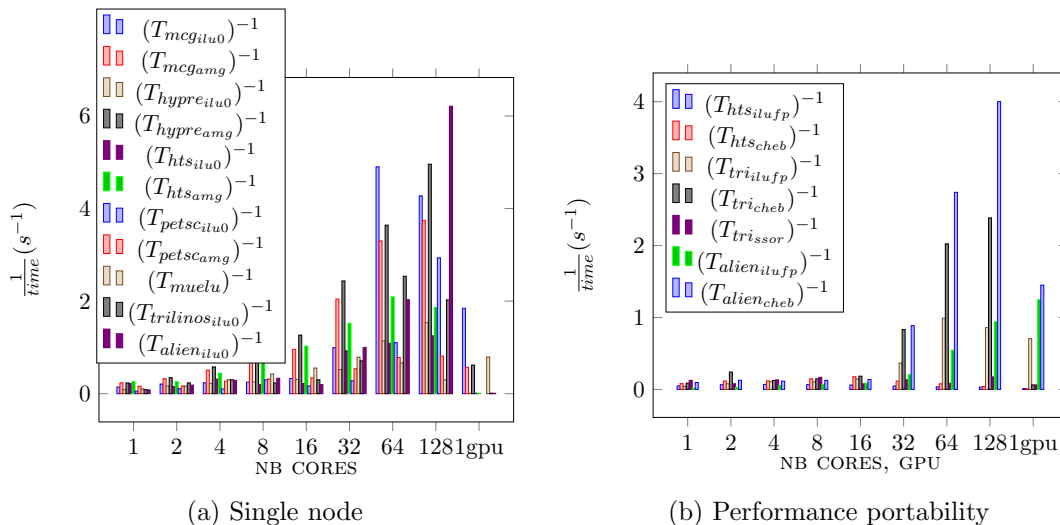 (T_{mcg_{ilu0}})^{-1}
(T_{mcg_{amg}})^{-1}
(T_{hypre_{ilu0}})^{-1}
(T_{hypre_{amg}})^{-1}
(T_{hts_{ilu0}})^{-1}
(T_{hts_{amg}})^{-1}
(T_{petsc_{ilu0}})^{-1}
(T_{petsc_{amg}})^{-1}
(T_{muelu})^{-1}
(T_{trilinos_{ilu0}})^{-1}
(T_{alien_{ilu0}})^{-1}
6
4
2
0
\frac{1}{time}(s^{-1})
1 2 4 8 16 32 64 128 1gpu
NB CORES
(a) Single node
(T_{hts_{ilufp}})^{-1}
(T_{hts_{cheb}})^{-1}
(T_{tri_{ilufp}})^{-1}
(T_{tri_{cheb}})^{-1}
(T_{tri_{ssor}})^{-1}
(T_{alien_{ilufp}})^{-1}
(T_{alien_{cheb}})^{-1}
4
3
2
1
0
\frac{1}{time}(s^{-1})
1 2 4 8 16 32 64 128 1gpu
NB CORES, GPU
(b) Performance portability